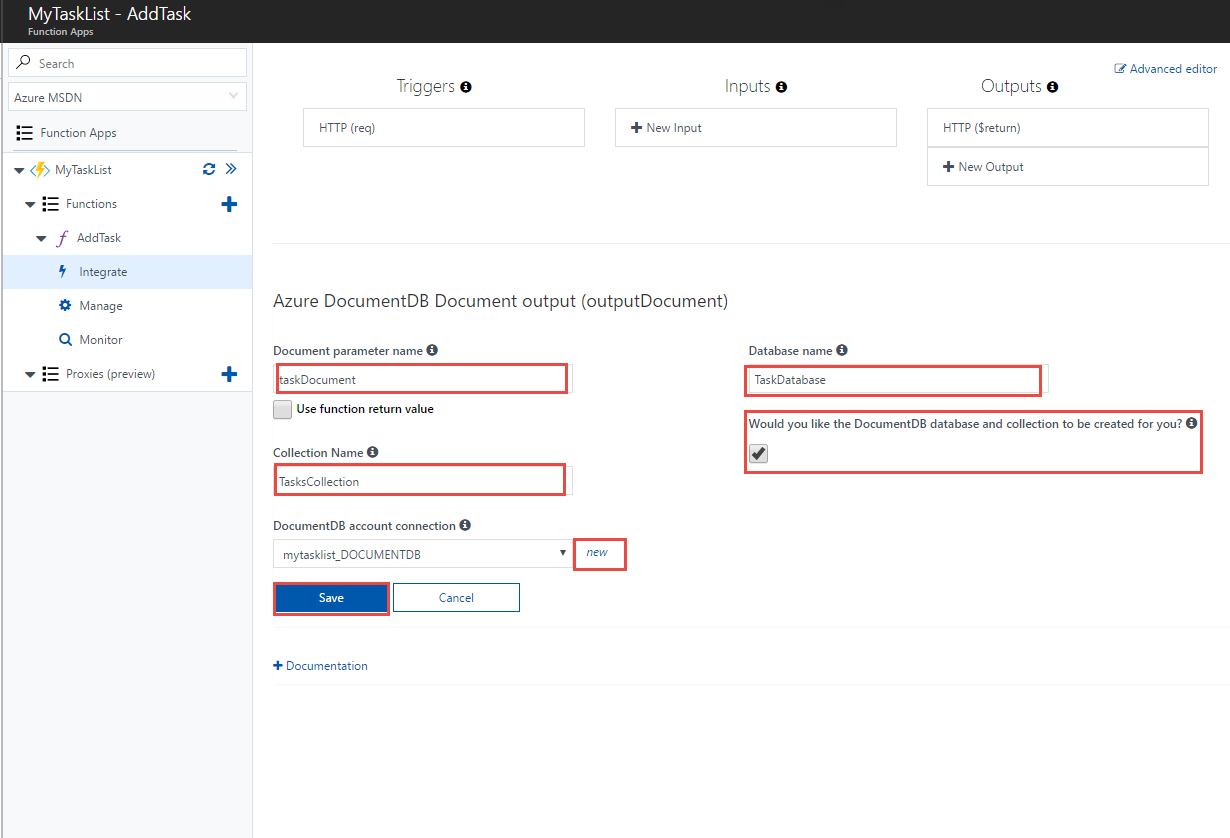 MyTaskList - AddTask
Function Apps
Search
Azure MSDN
Function Apps
MyTaskList
Functions
AddTask
Integrate
Manage
Monitor
Proxies (preview)
Advanced editor
Triggers
Inputs
Outputs
HTTP (req)
New Input
HTTP ($return)
New Output
Azure DocumentDB Document output (outputDocument)
Document parameter name
Database name
taskDocument
TaskDatabase
Use function return value
Would you like the DocumentDB database and collection to be created for you?
Collection Name
TasksCollection
DocumentDB account connection
mytasklist_DOCUMENTDB
new
Save
Cancel
Documentation